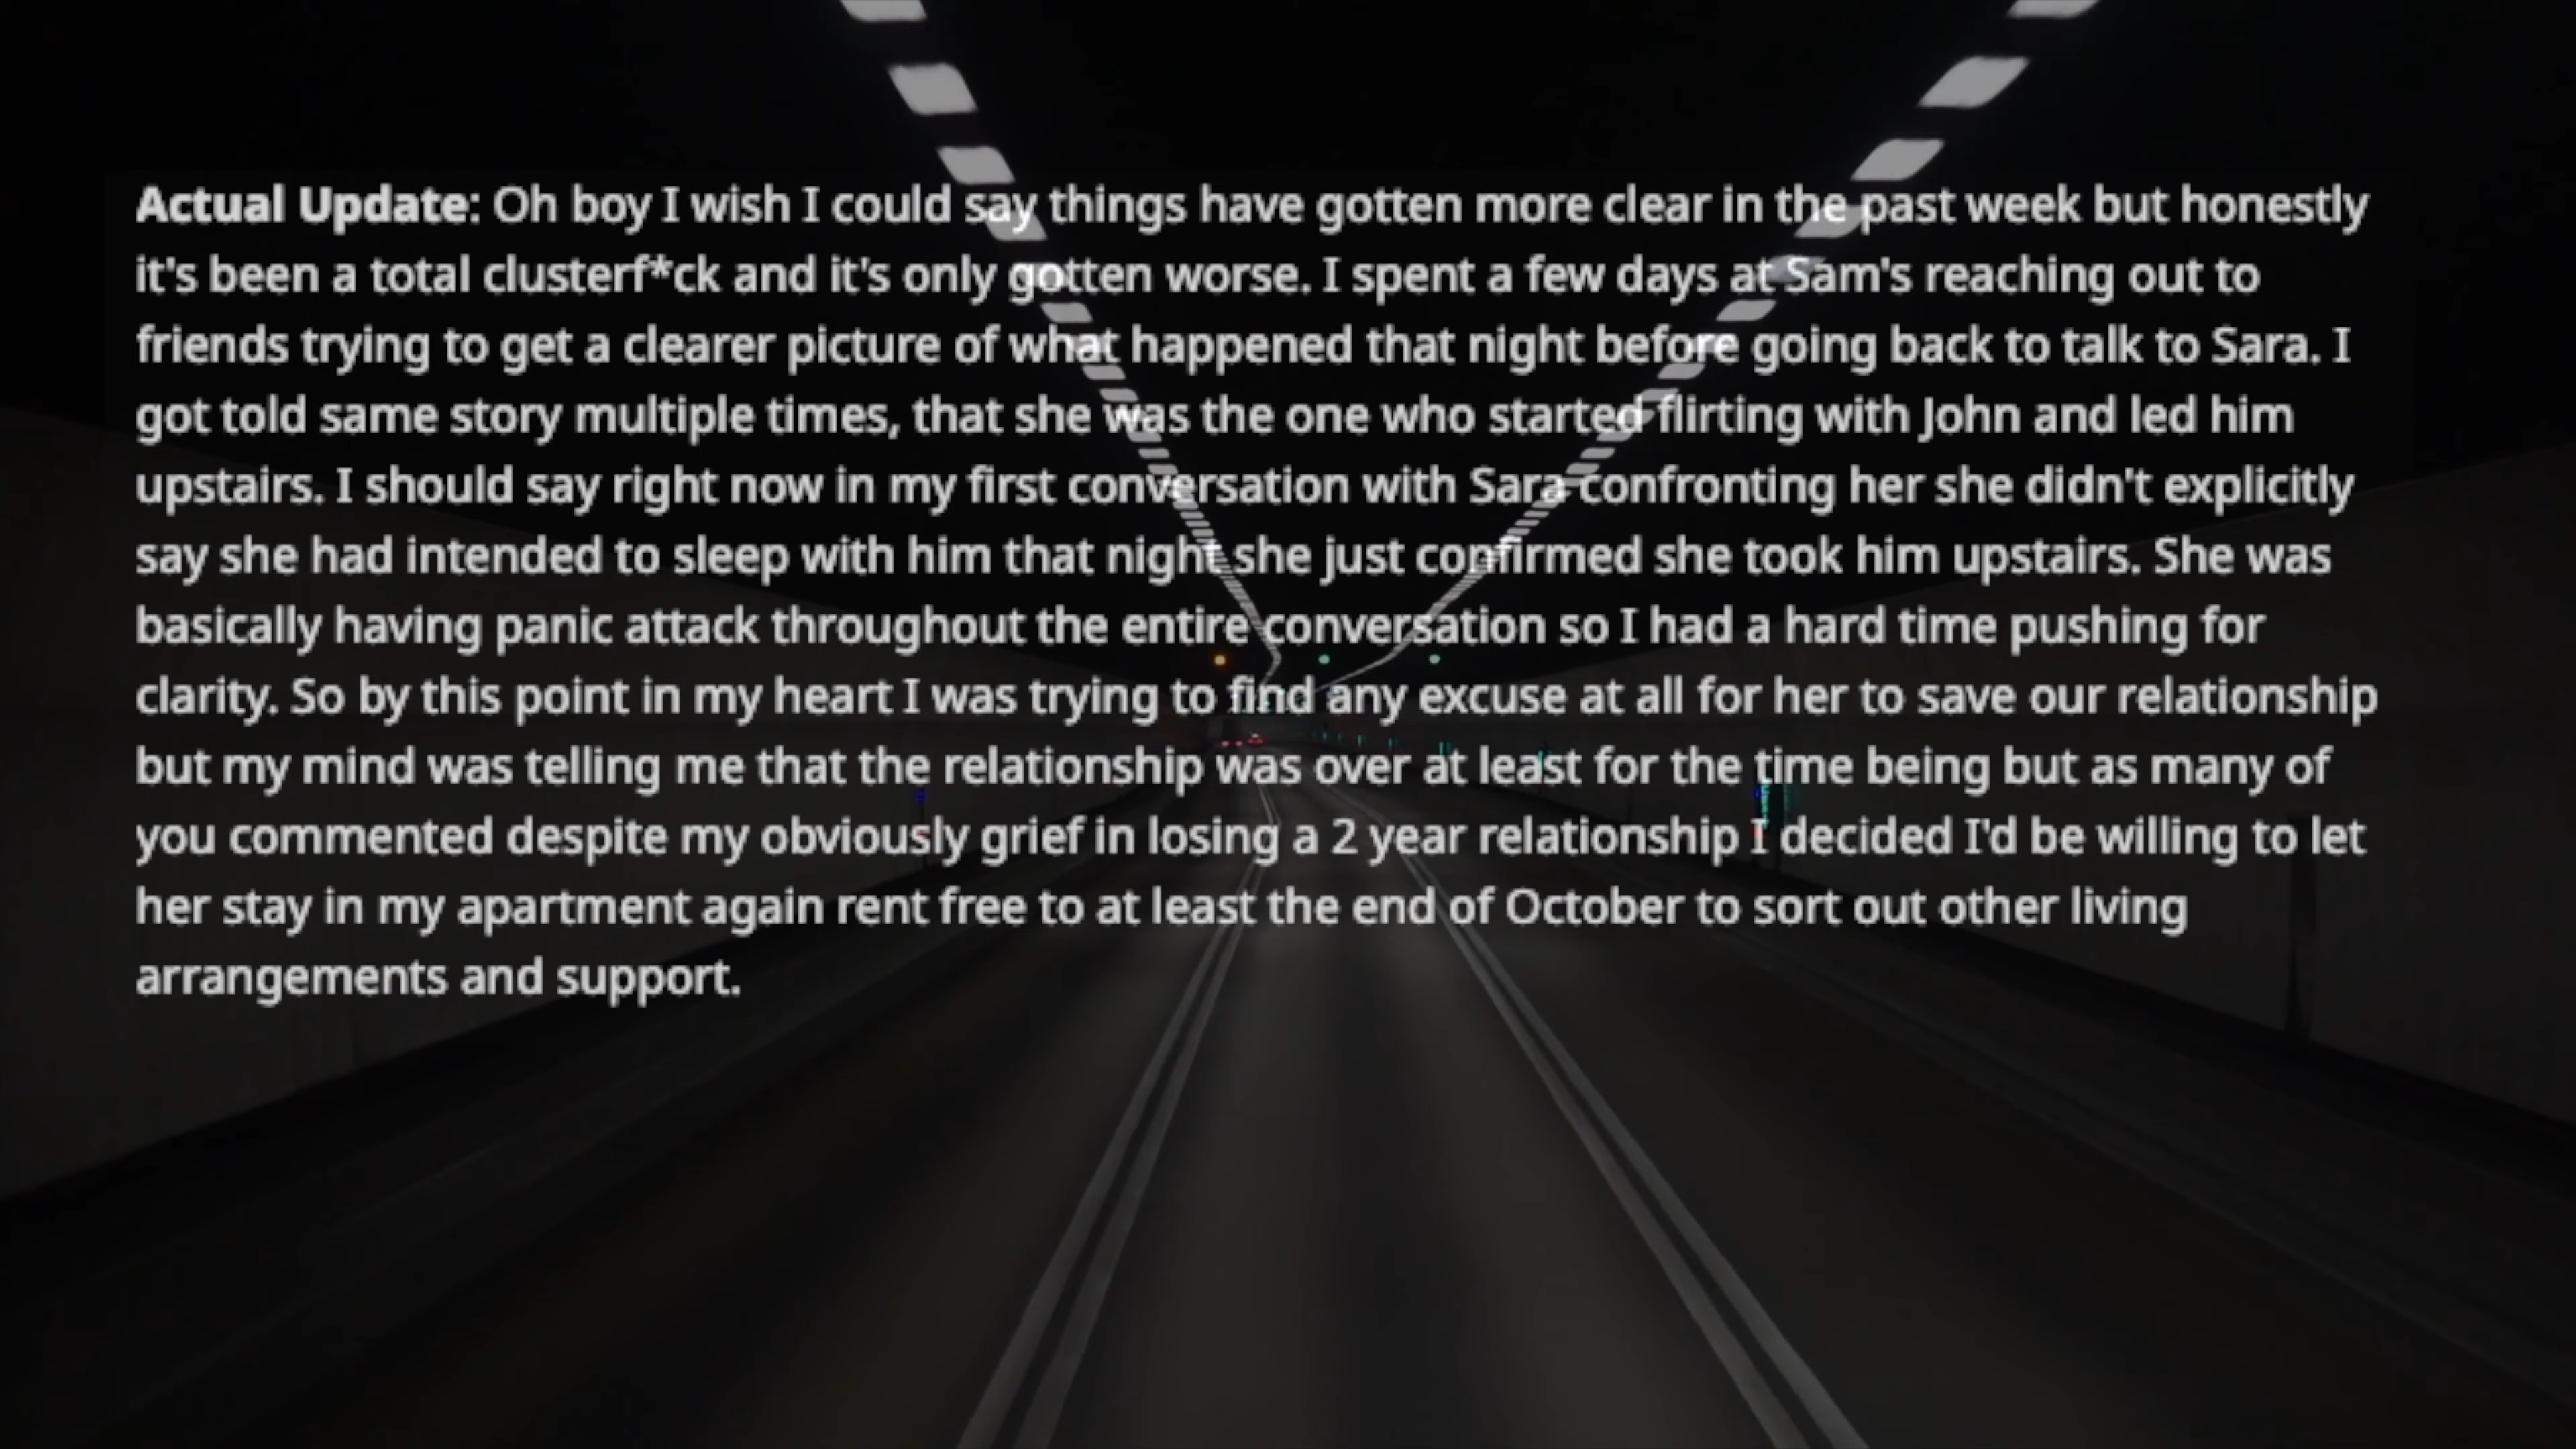 Actual Update: Oh boy I wish I could say things have gotten more clear in the past week but honestly
it's been a total clusterf*ck and it's only gotten worse. I spent a few days at Sam's reaching out to
friends trying to get a clearer picture of what happened that night before going back to talk to Sara. I
got told same story multiple times, that she was the one who started flirting with John and led him
upstairs. I should say right now in my first conversation with Sara confronting her she didn't explicitly
say she had intended to sleep with him that night she just confirmed she took him upstairs. She was
basically having panic attack throughout the entire conversation so I had a hard time pushing for
clarity. So by this point in my heart I was trying to find any excuse at all for her to save our relationship
but my mind was telling me that the relationship was over at least for the time being but as many of
you commented despite my obviously grief in losing a 2 year relationship I decided I'd be willing to let
her stay in my apartment again rent free to at least the end of October to sort out other living
arrangements and support.